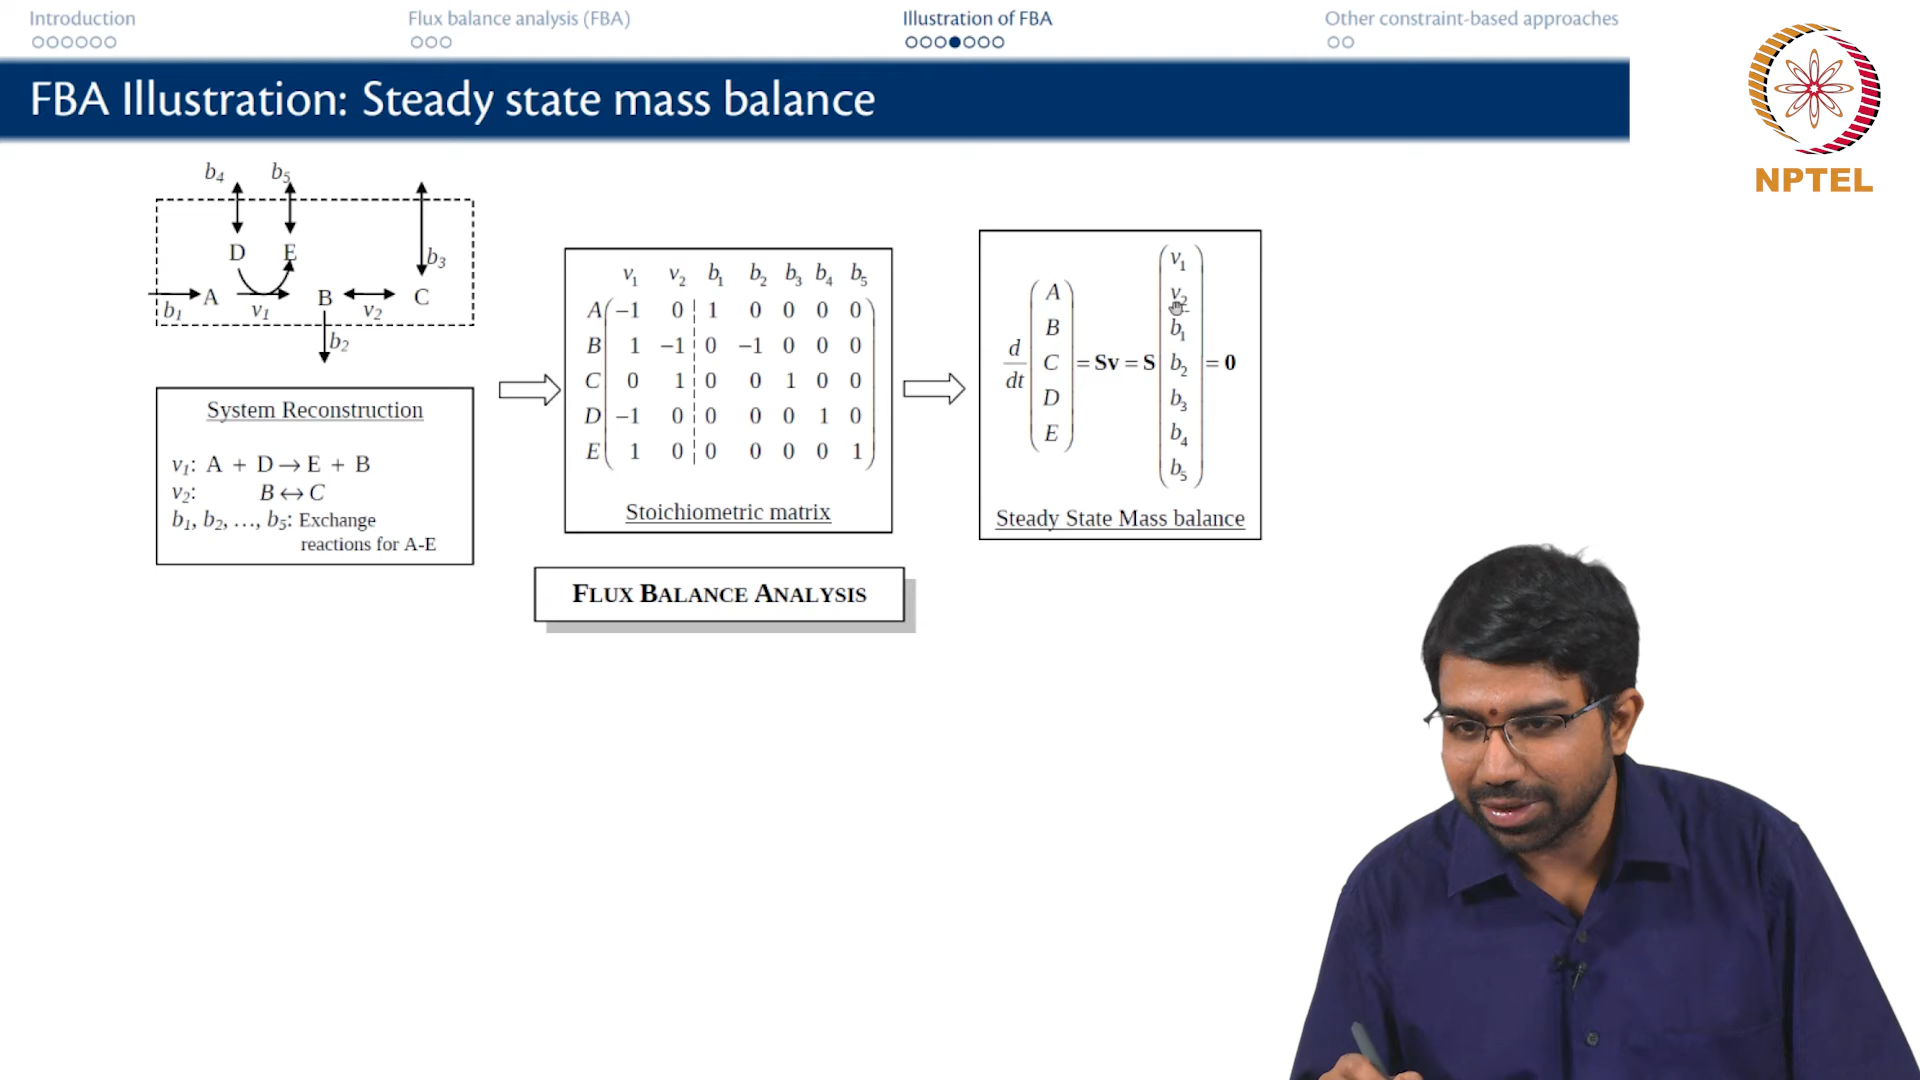 Introduction
Flux balance analysis (FBA)
Illustration of FBA
Other constraint-based approaches
FBA Illustration: Steady state mass balance
NPTEL
b4 b5
D E b3
b1 A v1 B v2 C
b2
System Reconstruction
v1: A + D → E + B
v2: B ↔ C
b1, b2, …, b5: Exchange
reactions for A-E
v1 v2 b1 b2 b3 b4 b5
A −1 0 1 0 0 0 0
B 1 −1 0 −1 0 0 0
C 0 1 0 0 1 0 0
D −1 0 0 0 0 1 0
E 1 0 0 0 0 0 1
Stoichiometric matrix
d/dt (A B C D E) = Sv = S (v1 v2 b1 b2 b3 b4 b5) = 0
Steady State Mass balance
FLUX BALANCE ANALYSIS